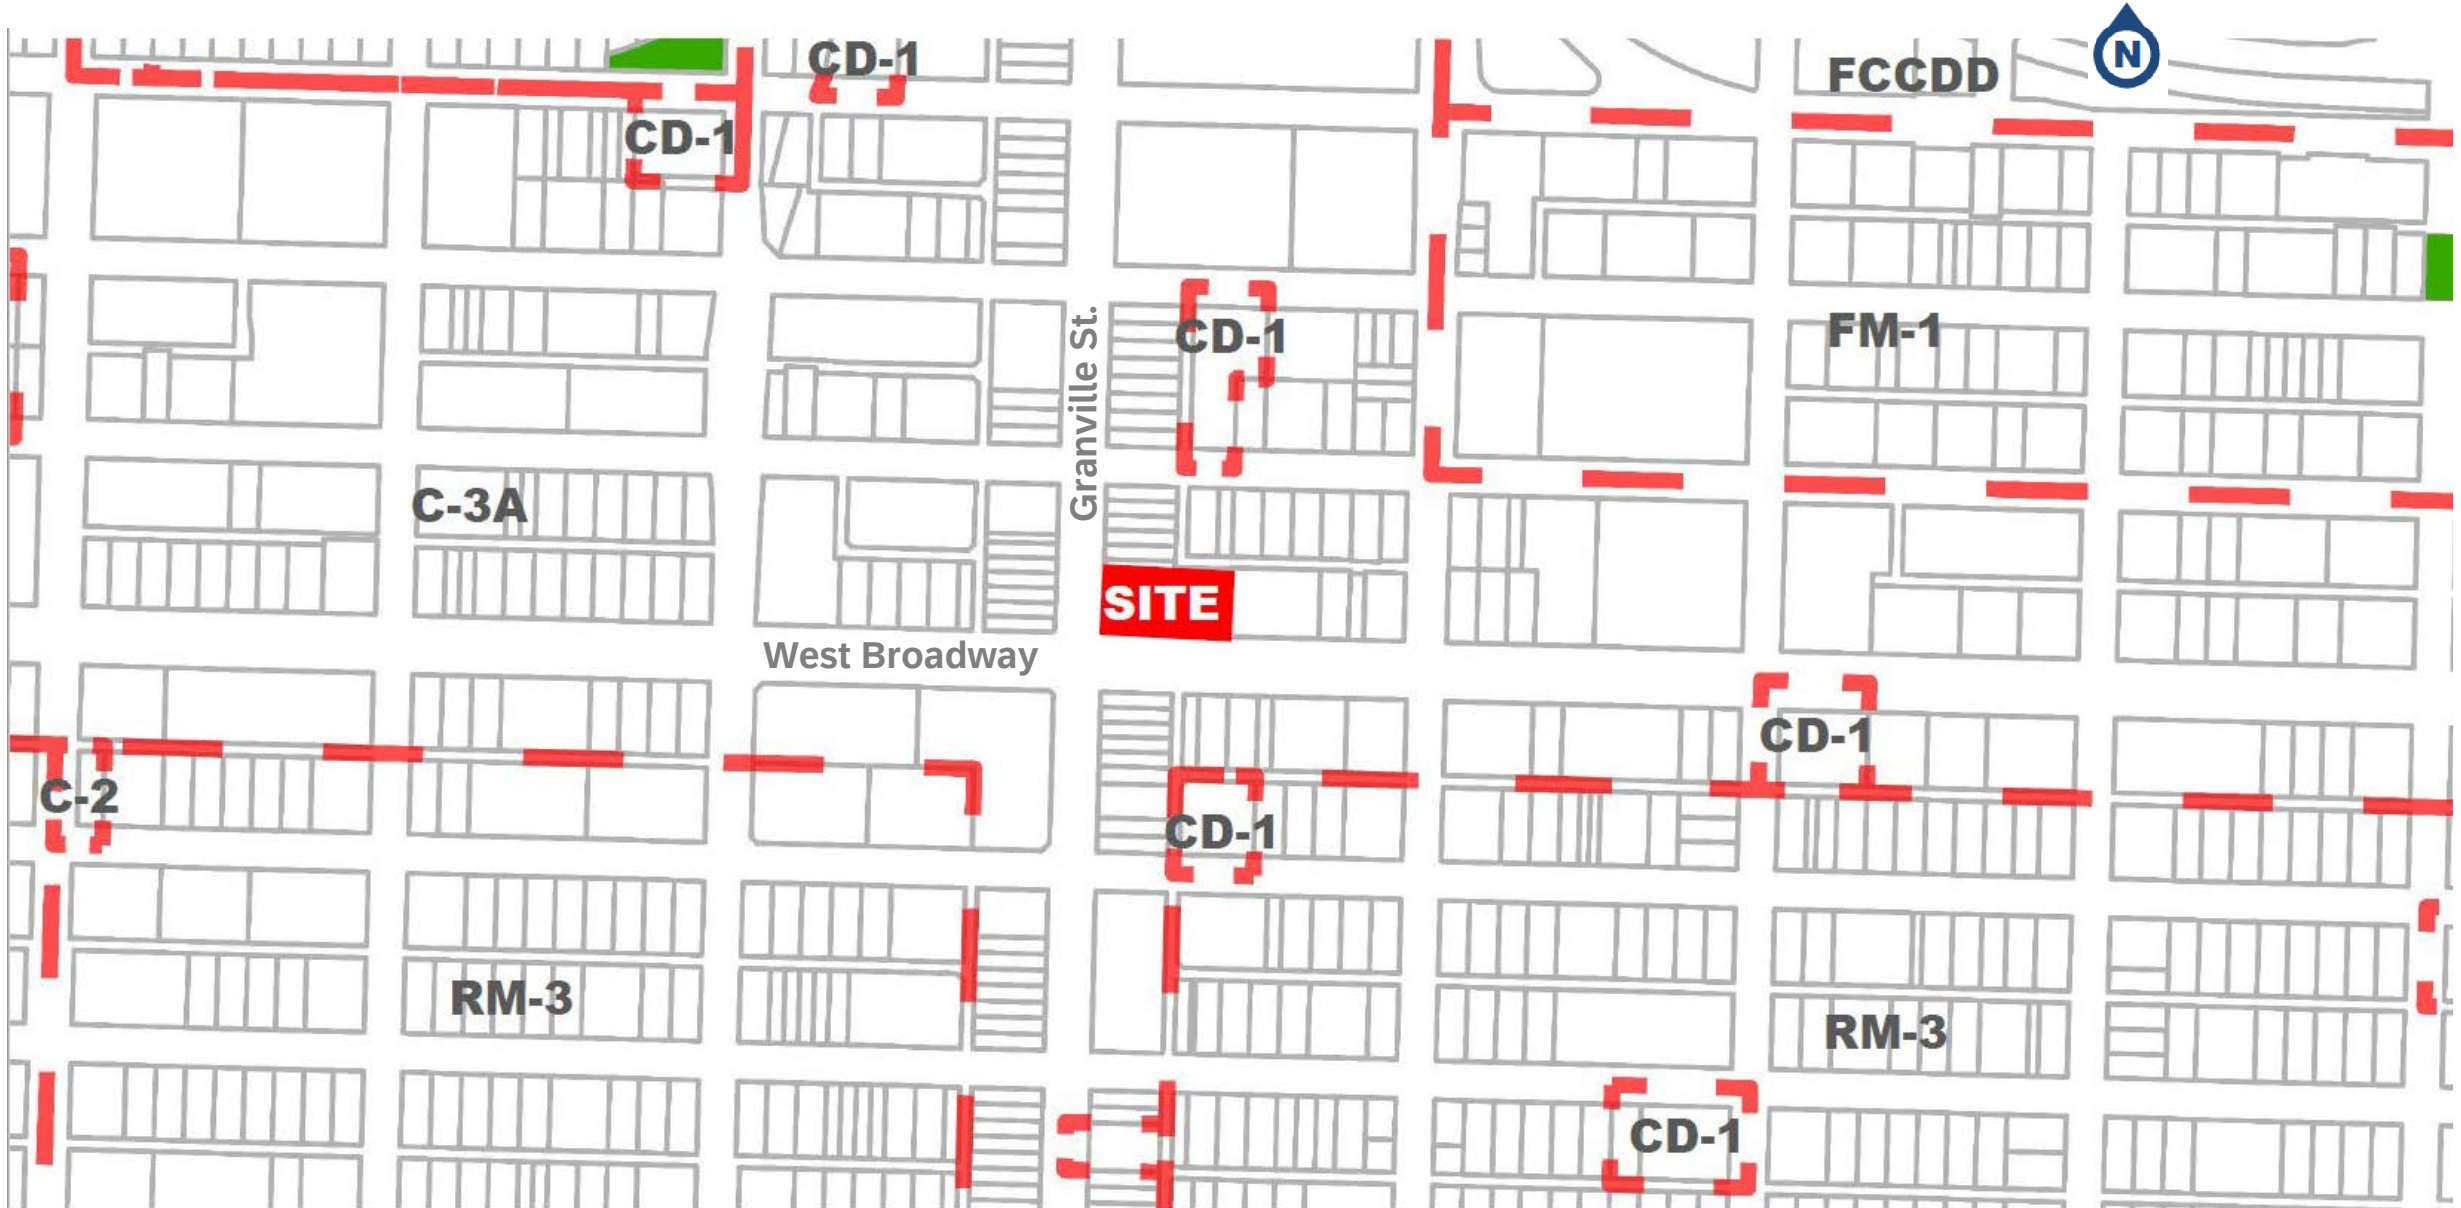 N
CD-1
FCCDD
CD-1
CD-1
FM-1
Granville St.
C-3A
SITE
West Broadway
CD-1
C-2
CD-1
RM-3
RM-3
CD-1